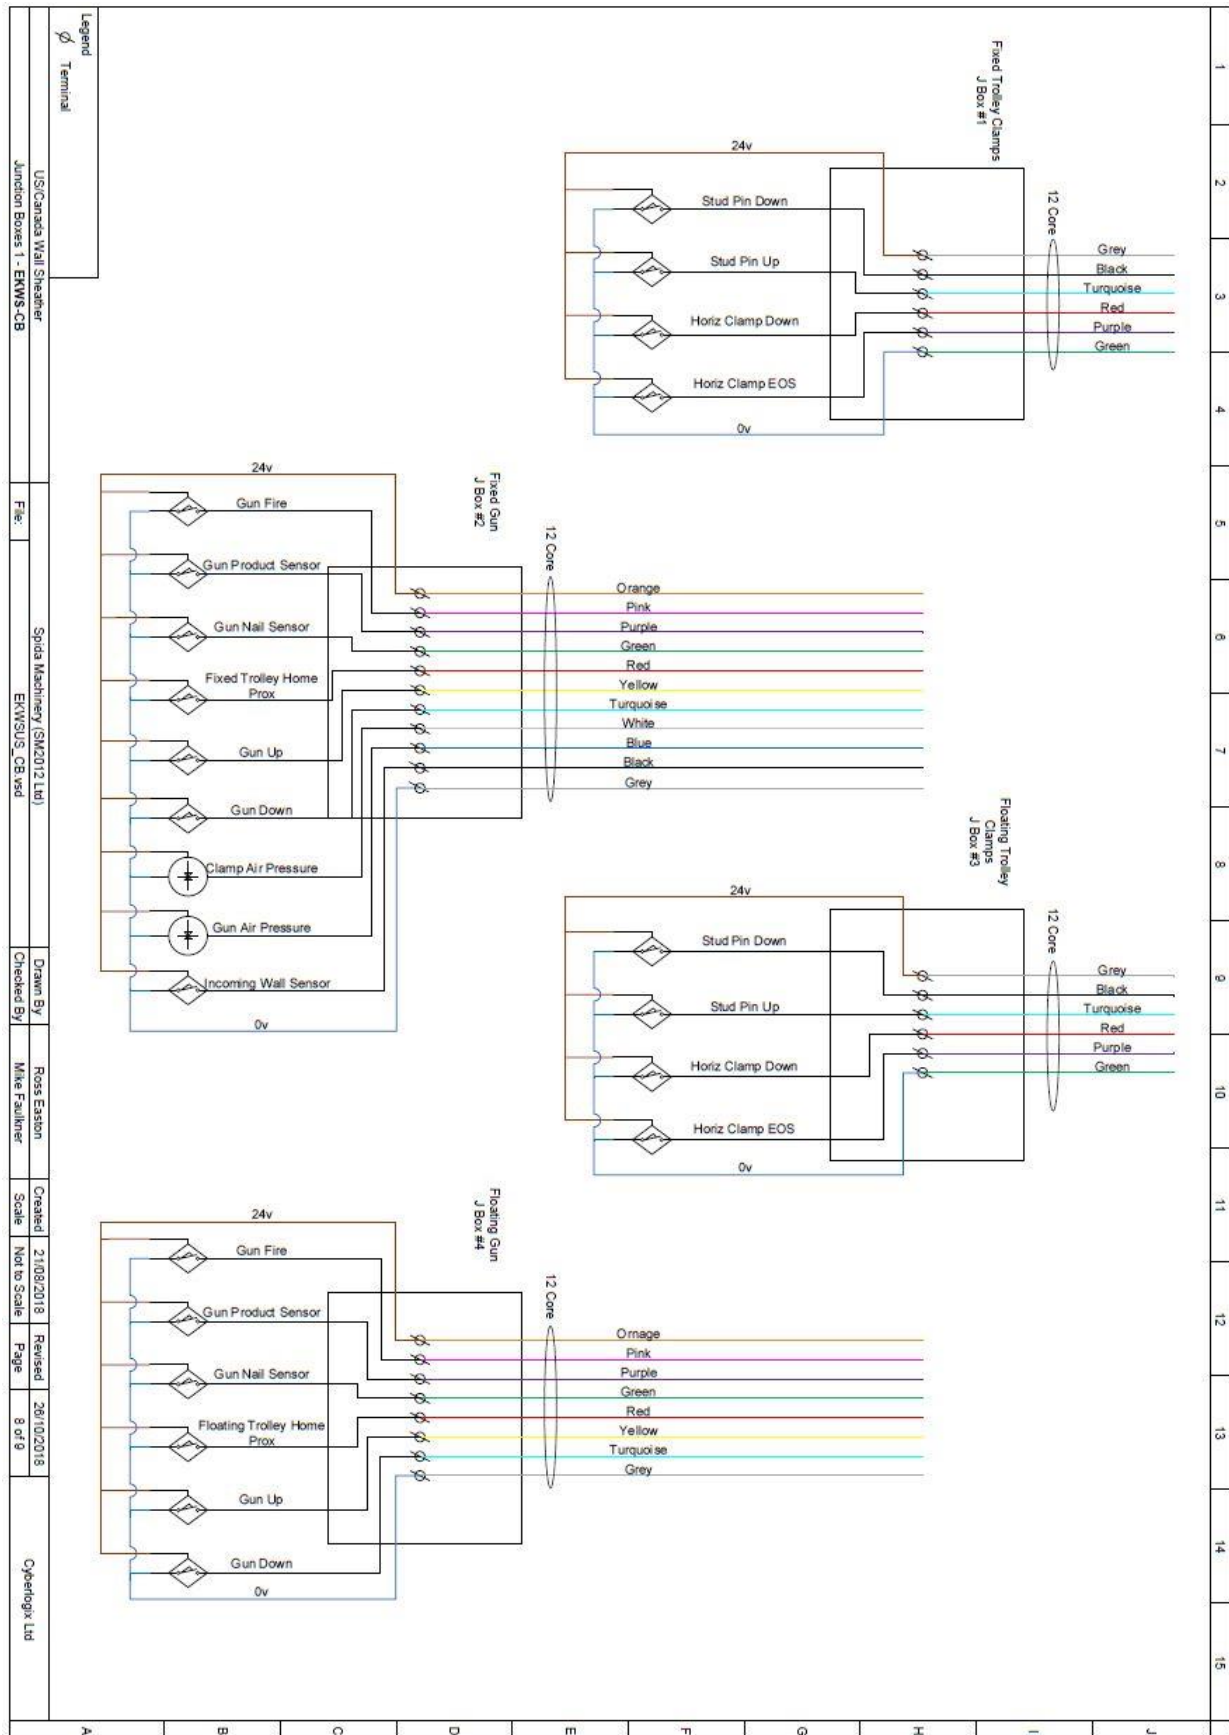 1
2
3
4
5
6
7
8
9
10
11
12
13
14
15
A
B
C
D
E
F
G
H
I
J
Fixed Trolley Clamps
J Box #1
12 Core
24v
Stud Pin Down
Stud Pin Up
Horiz Clamp Down
Horiz Clamp EOS
0v
Grey
Black
Turquoise
Red
Purple
Green
Fixed Gun
J Box #2
12 Core
24v
Gun Fire
Gun Product Sensor
Gun Nail Sensor
Fixed Trolley Home
Prox
Gun Up
Gun Down
Clamp Air Pressure
Gun Air Pressure
Incoming Wall Sensor
0v
Orange
Pink
Purple
Green
Red
Yellow
Turquoise
White
Blue
Black
Grey
Floating Trolley
Clamps
J Box #3
12 Core
24v
Stud Pin Down
Stud Pin Up
Horiz Clamp Down
Horiz Clamp EOS
0v
Grey
Black
Turquoise
Red
Purple
Green
Floating Gun
J Box #4
12 Core
24v
Gun Fire
Gun Product Sensor
Gun Nail Sensor
Floating Trolley Home
Prox
Gun Up
Gun Down
0v
Ornage
Pink
Purple
Green
Red
Yellow
Turquoise
Grey
Legend
Terminal
US/Canada Wall Sheather
Junction Boxes 1 - EKWS-CB
Spida Machinery (SM2012 Ltd)
File:
EKWSUS_CB.vsd
Drawn By
Ross Easton
Checked By
Mike Faulkner
Created
21/08/2018
Revised
26/10/2018
Scale
Not to Scale
Page
8 of 9
Cyberlogix Ltd